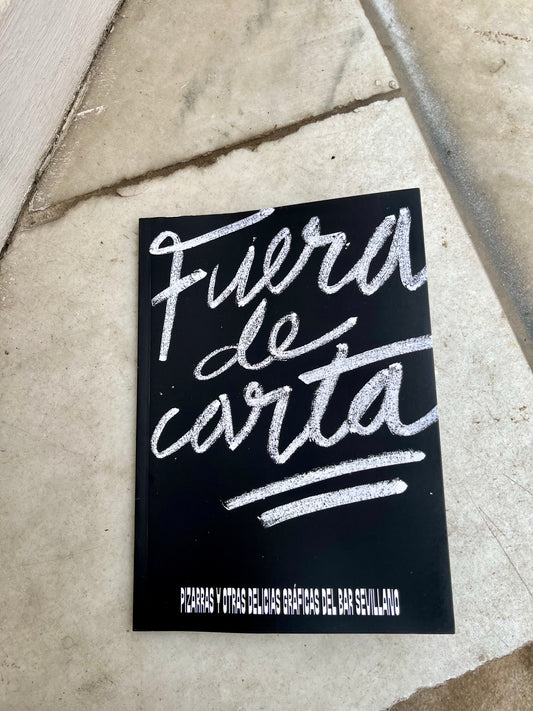 Fuera
de
carta
PIZARRAS Y OTRAS DELICIAS GRÁFICAS DEL BAR SEVILLANO